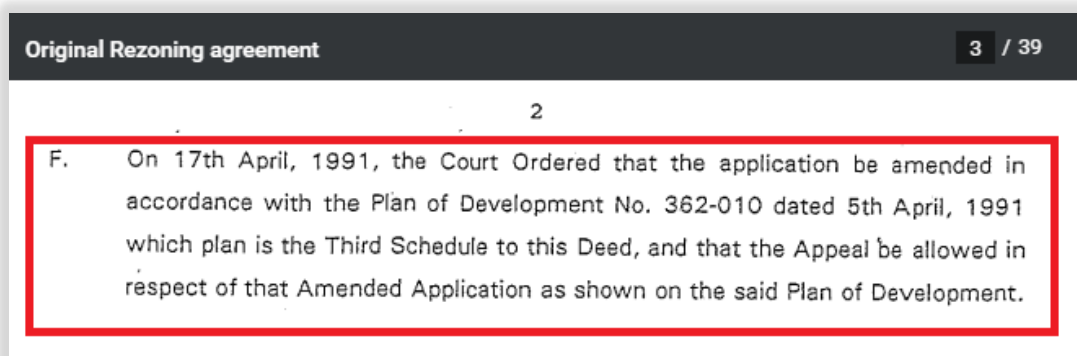 Original Rezoning agreement 3 / 39
2
F. On 17th April, 1991, the Court Ordered that the application be amended in
accordance with the Plan of Development No. 362-010 dated 5th April, 1991
which plan is the Third Schedule to this Deed, and that the Appeal be allowed in
respect of that Amended Application as shown on the said Plan of Development.